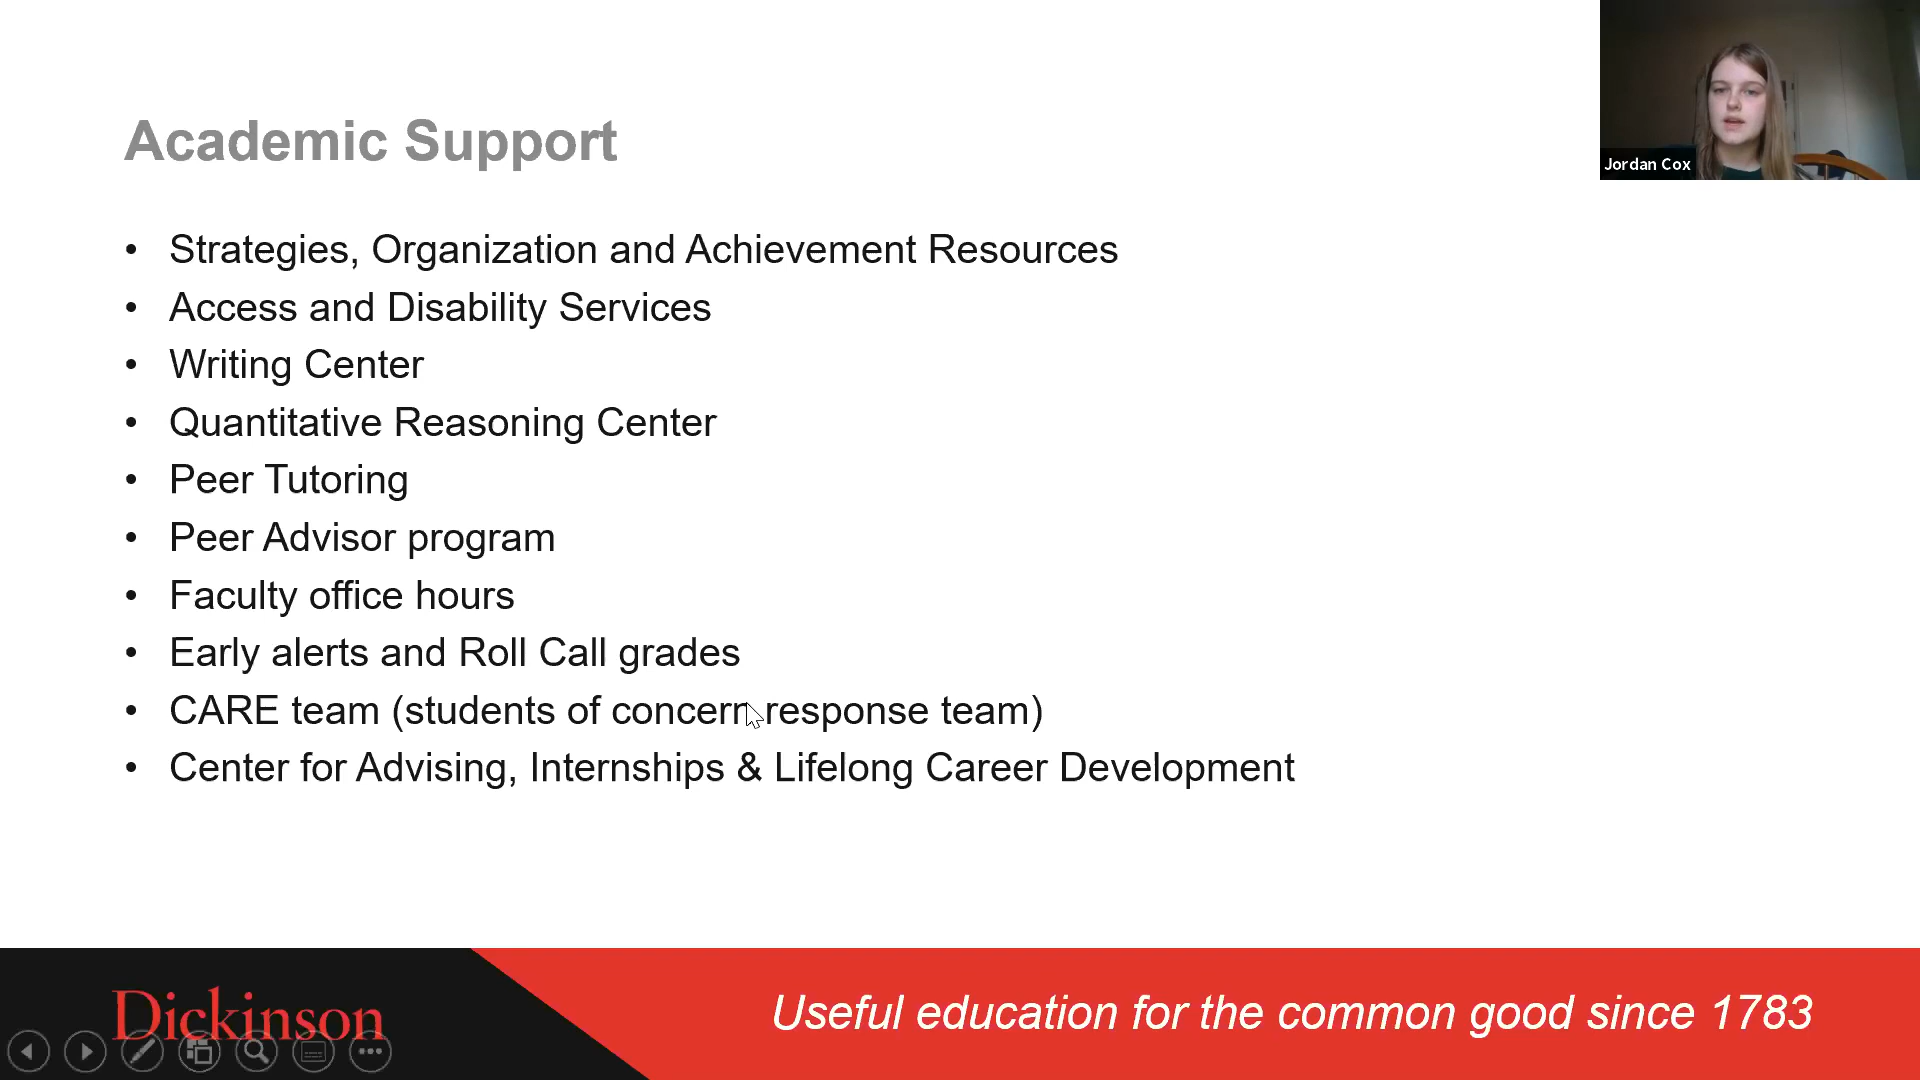 Academic Support
Jordan Cox
• Strategies, Organization and Achievement Resources
• Access and Disability Services
• Writing Center
• Quantitative Reasoning Center
• Peer Tutoring
• Peer Advisor program
• Faculty office hours
• Early alerts and Roll Call grades
• CARE team (students of concern response team)
• Center for Advising, Internships & Lifelong Career Development
Dickinson
Useful education for the common good since 1783